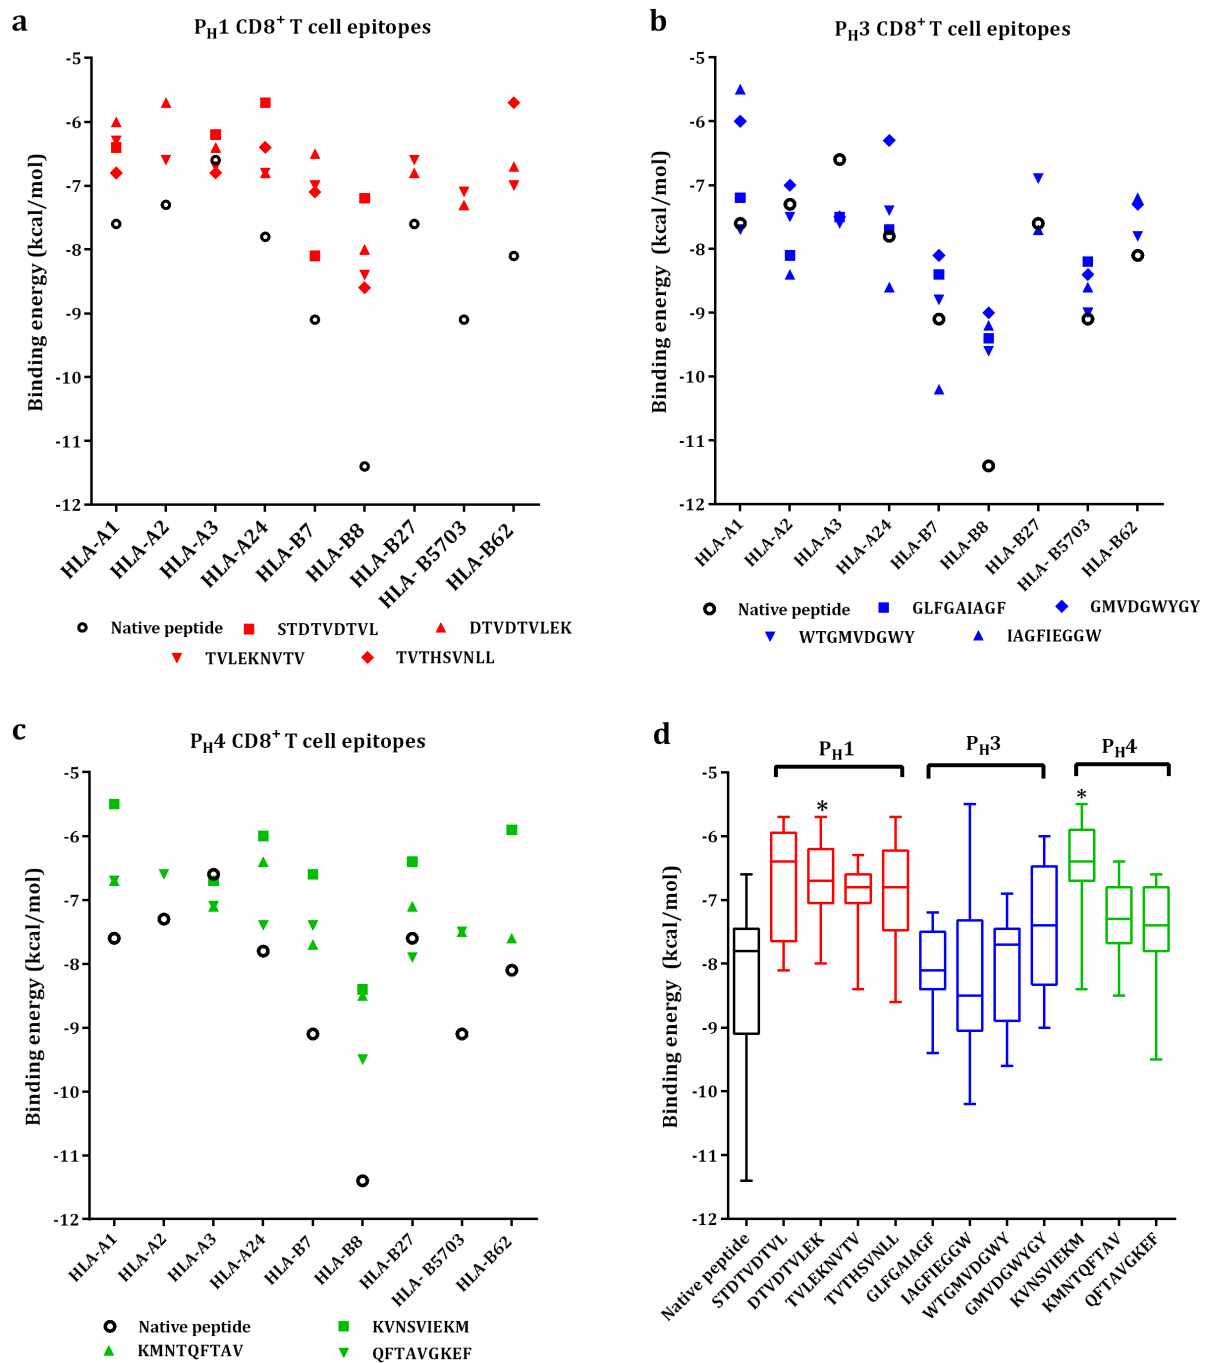 a
P_H1 CD8⁺ T cell epitopes
Binding energy (kcal/mol)
-5
-6
-7
-8
-9
-10
-11
-12
HLA-A1
HLA-A2
HLA-A3
HLA-A24
HLA-B7
HLA-B8
HLA-B27
HLA- B5703
HLA-B62
Native peptide
STDTVDTVL
DTVDTVLEK
TVLEKNVTV
TVTHSVNLL
b
P_H3 CD8⁺ T cell epitopes
Binding energy (kcal/mol)
-5
-6
-7
-8
-9
-10
-11
-12
HLA-A1
HLA-A2
HLA-A3
HLA-A24
HLA-B7
HLA-B8
HLA-B27
HLA- B5703
HLA-B62
Native peptide
GLFGAIAGF
GMVDGWYGY
WTGMVDGWY
IAGFIEGGW
c
P_H4 CD8⁺ T cell epitopes
Binding energy (kcal/mol)
-5
-6
-7
-8
-9
-10
-11
-12
HLA-A1
HLA-A2
HLA-A3
HLA-A24
HLA-B7
HLA-B8
HLA-B27
HLA- B5703
HLA-B62
Native peptide
KVNSVIEKM
KMNTQFTAV
QFTAVGKEF
d
P_H1
P_H3
P_H4
*
*
Binding energy (kcal/mol)
-5
-6
-7
-8
-9
-10
-11
-12
Native peptide
STDTVDTVL
DTVDTVLEK
TVLEKNVTV
TVTHSVNLL
GLFGAIAGF
IAGFIEGGW
WTGMVDGWY
GMVDGWYGY
KVNSVIEKM
KMNTQFTAV
QFTAVGKEF